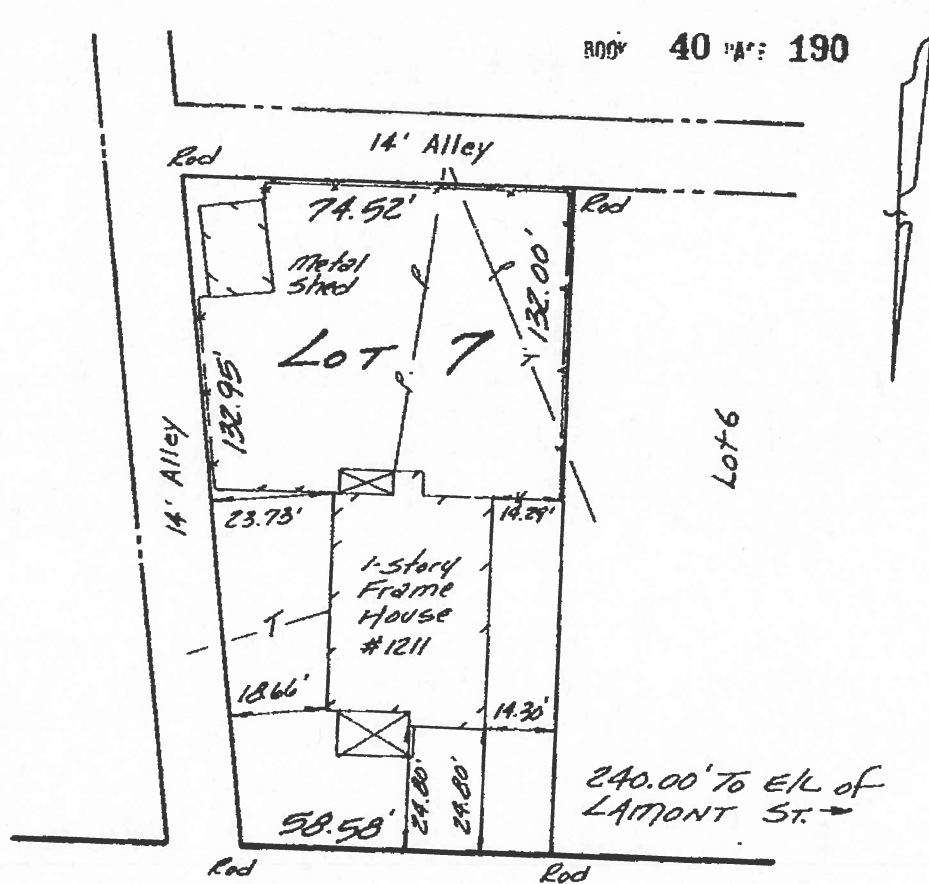 BOOK 40 PAGE 190
14' Alley
Rod
Rod
74.52'
Metal
Shed
132.00'
LOT 7
132.95'
14' Alley
Lot 6
23.73'
14.29'
1-Story
Frame
House
#1211
T
18.66'
14.30'
24.80'
24.80'
240.00' TO E/L of
LAMONT ST.
58.58'
Rod
Rod
P
P
P